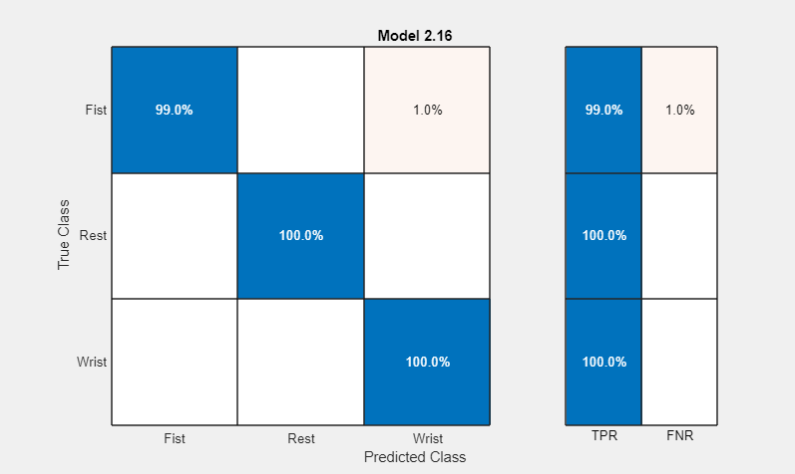 Model 2.16
Fist 99.0% 1.0% 99.0% 1.0%
True Class
Rest 100.0% 100.0%
Wrist 100.0% 100.0%
Fist Rest Wrist TPR FNR
Predicted Class